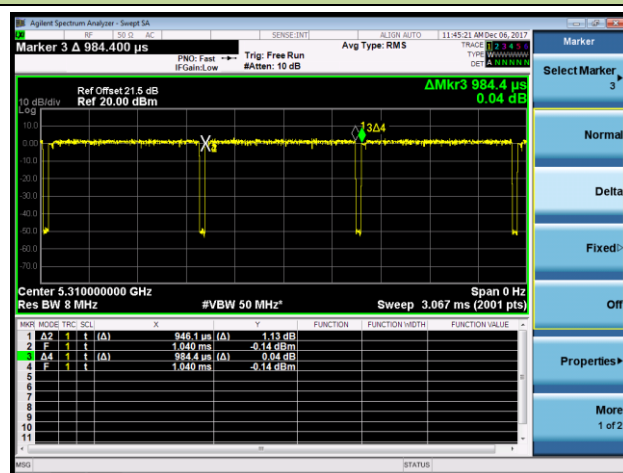 Agilent Spectrum Analyzer - Swept SA
RF 50 Ω AC SENSE:INT ALIGN AUTO 11:45:21 AM Dec 06, 2017
Marker 3 Δ 984.400 µs
PNO: Fast Trig: Free Run Avg Type: RMS TRACE 1 2 3 4 5 6
IFGain:Low #Atten: 10 dB TYPE WWWWWW
DET A N N N N N
Ref Offset 21.5 dB ΔMkr3 984.4 µs
10 dB/div Ref 20.00 dBm 0.04 dB
Log
10.0
0.00
-10.0
-20.0
-30.0
-40.0
-50.0
-60.0
-70.0
3Δ4
Center 5.310000000 GHz Span 0 Hz
Res BW 8 MHz #VBW 50 MHz* Sweep 3.067 ms (2001 pts)
MKR MODE TRC SCL X Y FUNCTION FUNCTION WIDTH FUNCTION VALUE
1 Δ2 1 t (Δ) 946.1 µs (Δ) 1.13 dB
2 F 1 t 1.040 ms -0.14 dBm
3 Δ4 1 t (Δ) 984.4 µs (Δ) 0.04 dB
4 F 1 t 1.040 ms -0.14 dBm
5
6
7
8
9
10
11
MSG STATUS
Marker
Select Marker
3
Normal
Delta
Fixed
Off
Properties
More
1 of 2